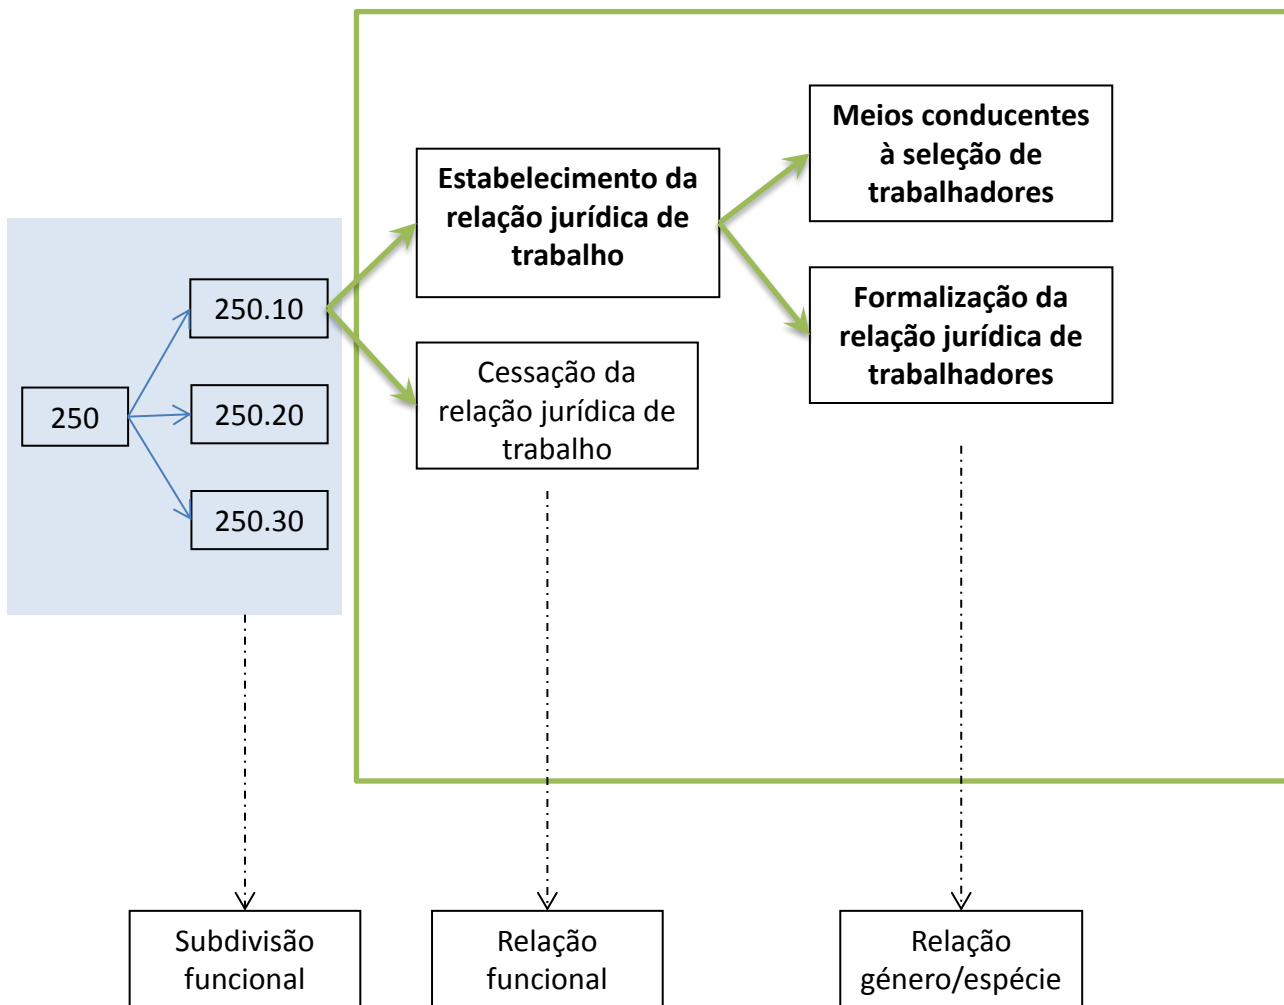 250
250.10
250.20
250.30
Estabelecimento da
relação jurídica de
trabalho
Cessação da
relação jurídica de
trabalho
Meios conducentes
à seleção de
trabalhadores
Formalização da
relação jurídica de
trabalhadores
Subdivisão
funcional
Relação
funcional
Relação
género/espécie